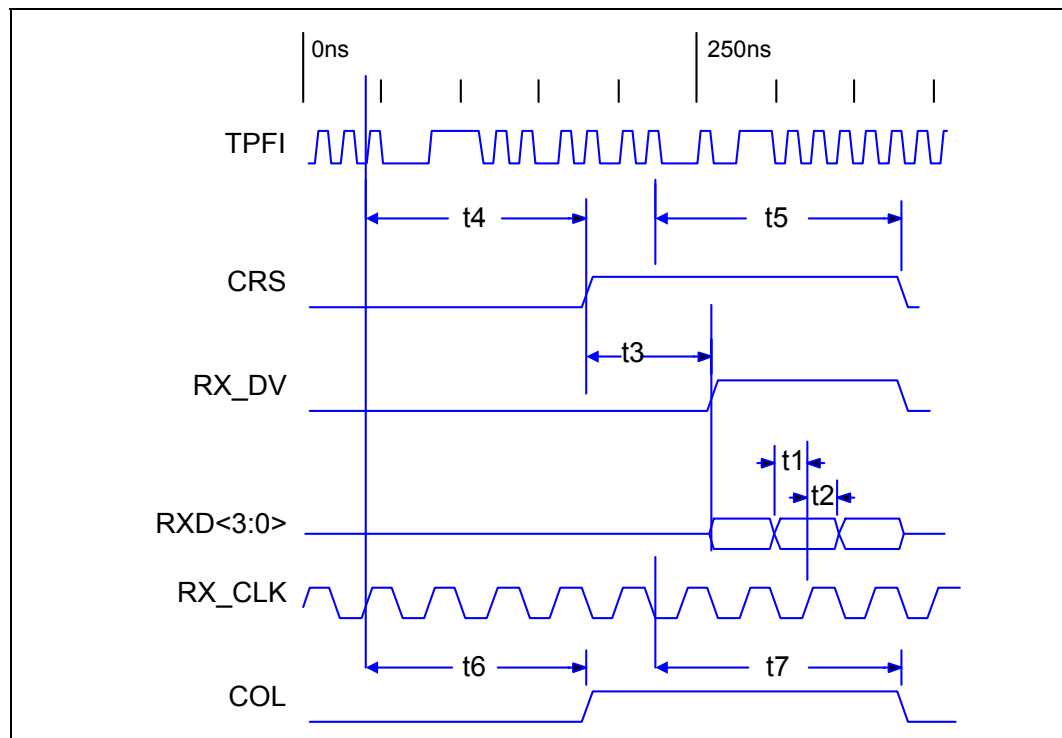 0ns 250ns
TPFI
t4 t5
CRS
t3
RX_DV
t1
t2
RXD<3:0>
RX_CLK
t6 t7
COL